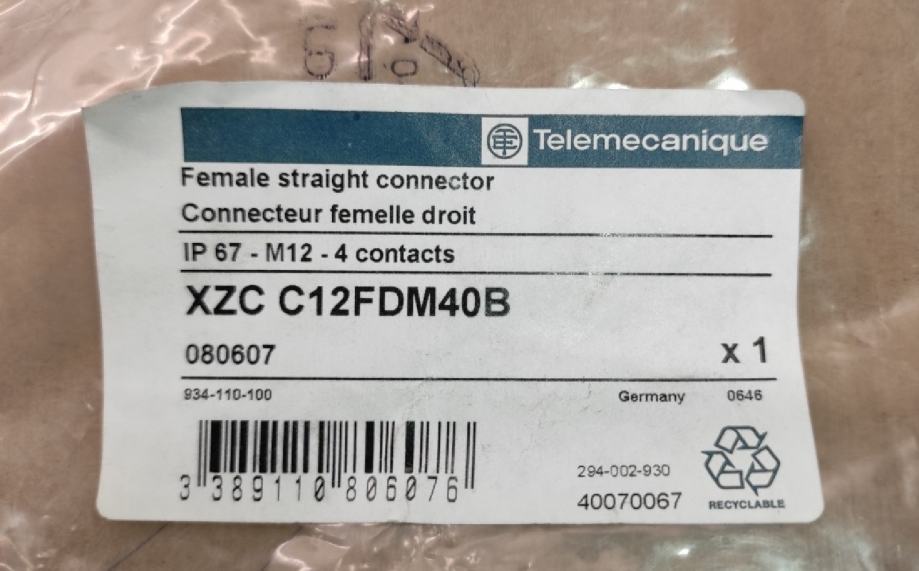 Telemecanique
Female straight connector
Connecteur femelle droit
IP 67 - M12 - 4 contacts
XZC C12FDM40B
080607 x 1
934-110-100 Germany 0646
3 389110 806076
294-002-930
40070067
RECYCLABLE